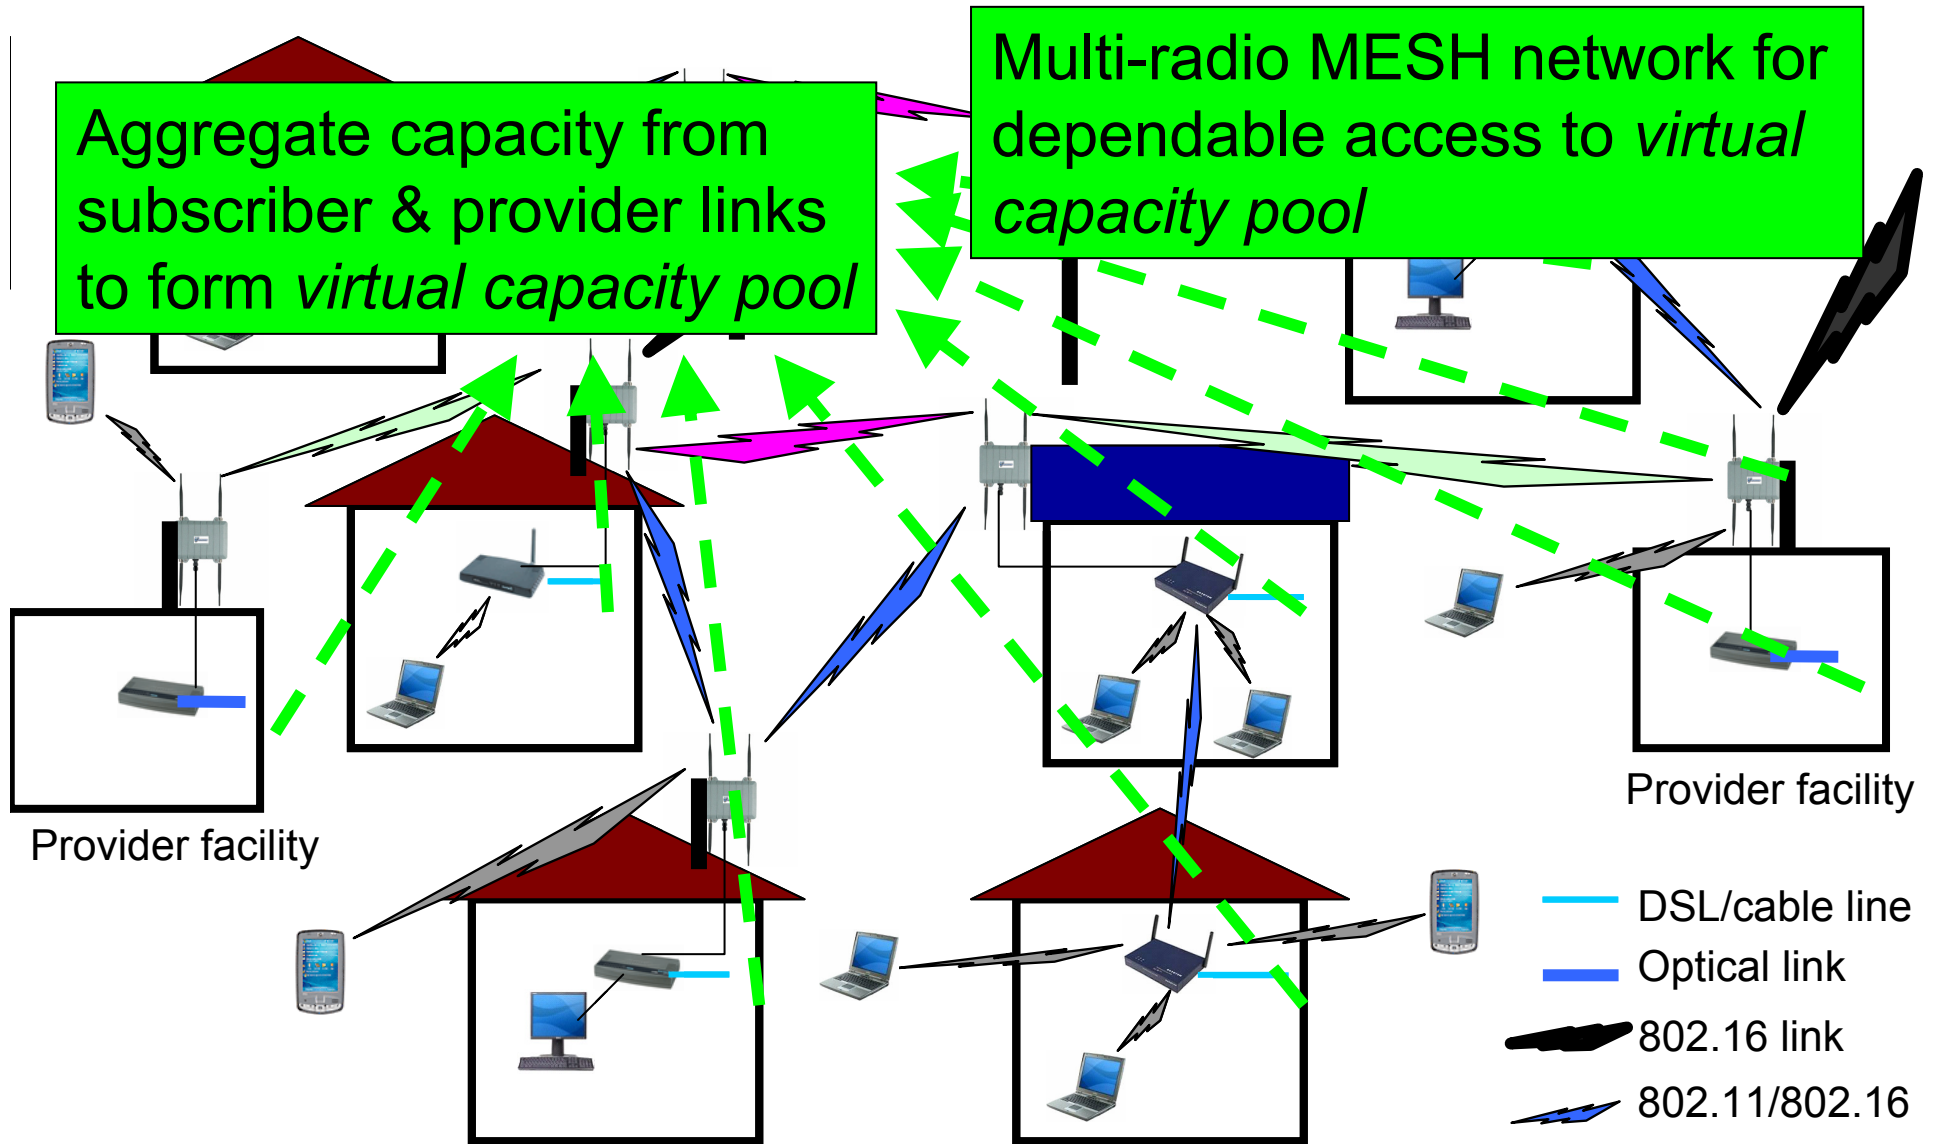 Aggregate capacity from
subscriber & provider links
to form virtual capacity pool
Multi-radio MESH network for
dependable access to virtual
capacity pool
Provider facility
Provider facility
DSL/cable line
Optical link
802.16 link
802.11/802.16